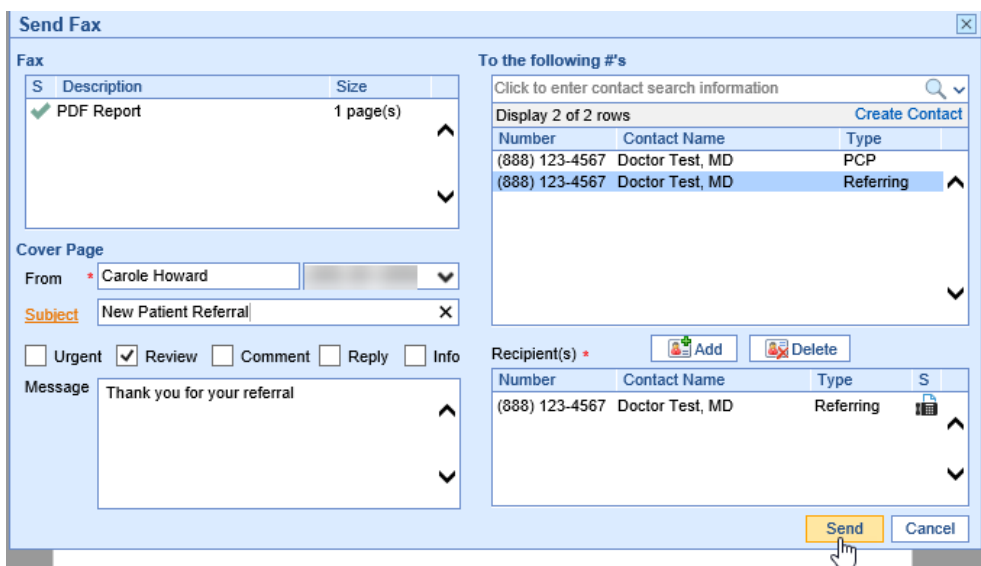 Send Fax
Fax
S Description Size
PDF Report 1 page(s)
Cover Page
From * Carole Howard
Subject New Patient Referral
Urgent Review Comment Reply Info
Message Thank you for your referral
To the following #'s
Click to enter contact search information
Display 2 of 2 rows Create Contact
Number Contact Name Type
(888) 123-4567 Doctor Test, MD PCP
(888) 123-4567 Doctor Test, MD Referring
Recipient(s) * Add Delete
Number Contact Name Type S
(888) 123-4567 Doctor Test, MD Referring
Send Cancel